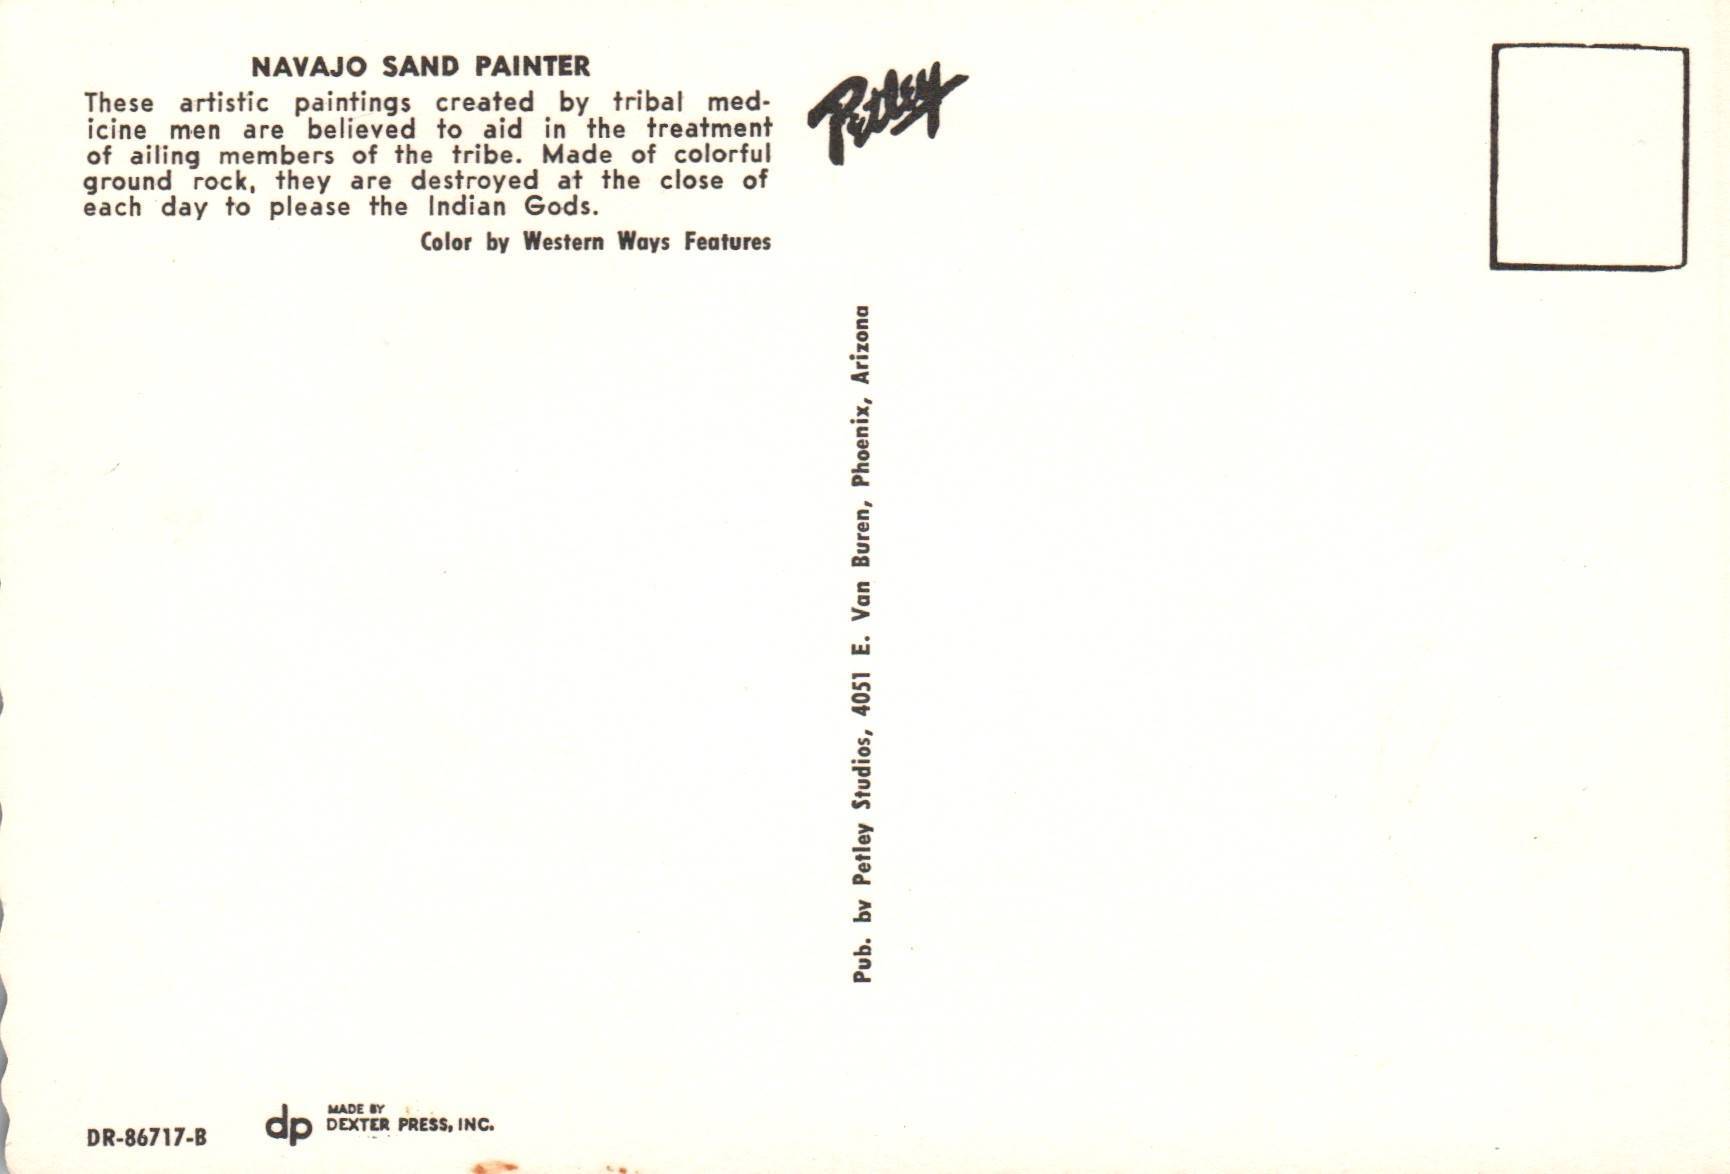 NAVAJO SAND PAINTER
These artistic paintings created by tribal med-
icine men are believed to aid in the treatment
of ailing members of the tribe. Made of colorful
ground rock, they are destroyed at the close of
each day to please the Indian Gods.
Color by Western Ways Features
Petley
Pub. by Petley Studios, 4051 E. Van Buren, Phoenix, Arizona
DR-86717-B
dp
MADE BY
DEXTER PRESS, INC.